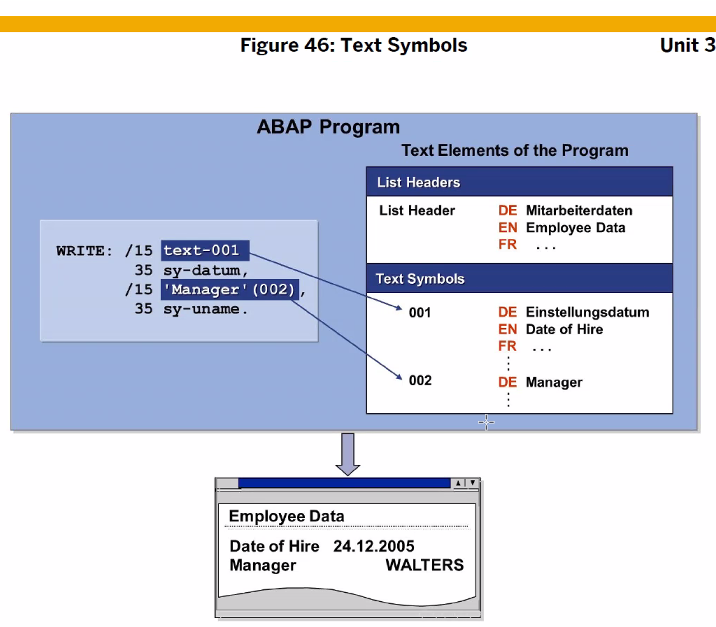 Figure 46: Text Symbols
Unit 3
ABAP Program
Text Elements of the Program
List Headers
List Header DE Mitarbeiterdaten
EN Employee Data
FR ...
WRITE: /15 text-001
35 sy-datum,
/15 'Manager'(002),
35 sy-uname.
Text Symbols
001 DE Einstellungsdatum
EN Date of Hire
FR ...
002 DE Manager
Employee Data
Date of Hire 24.12.2005
Manager WALTERS